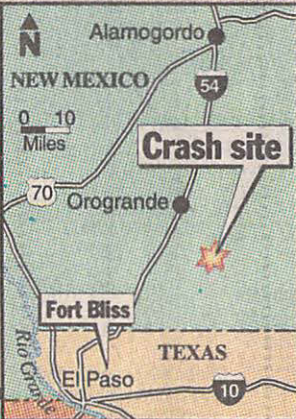 Alamogordo
N
NEW MEXICO
54
0 10
Miles
Crash site
70
Orogrande
Fort Bliss
Rio Grande
TEXAS
El Paso
10